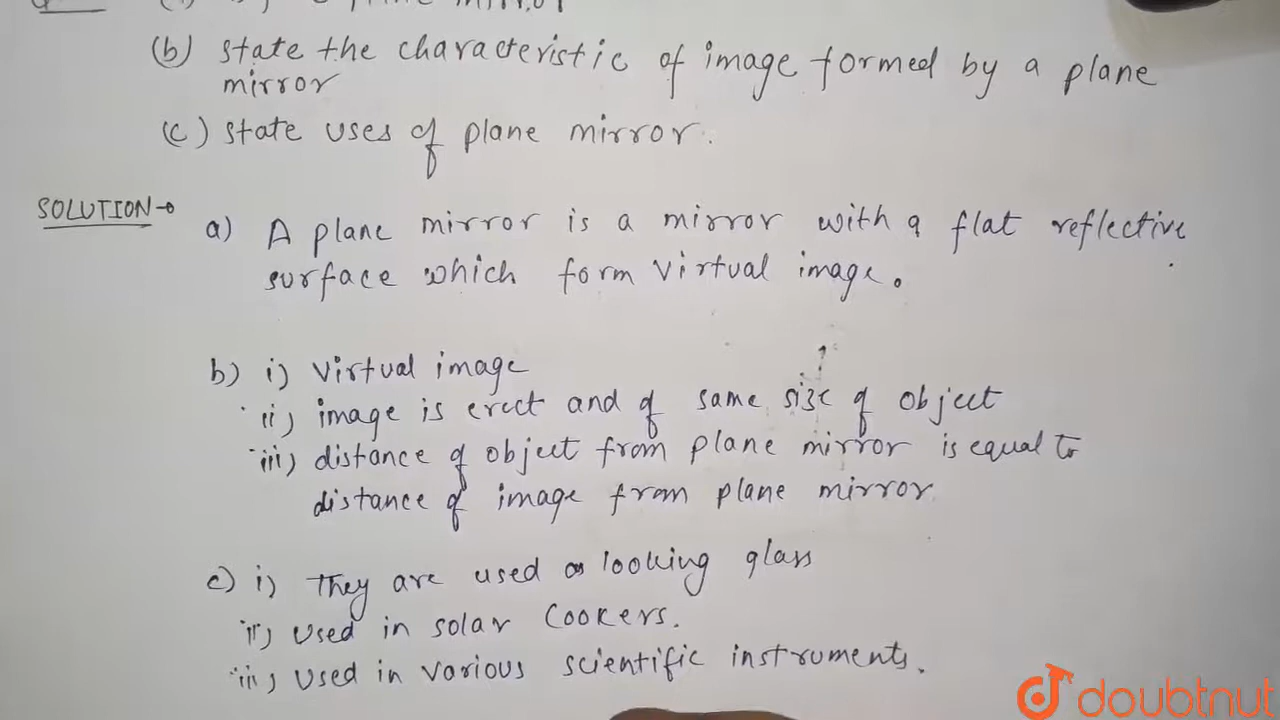 plane mirror
(b) state the characteristic of image formed by a plane
mirror
(c) state uses of plane mirror.
SOLUTION→
a) A plane mirror is a mirror with a flat reflective
surface which form virtual image.
b) i) virtual image
ii) image is erect and of same size of object
iii) distance of object from plane mirror is equal to
distance of image from plane mirror
c) i) They are used as looking glass
ii) Used in solar Cookers.
iii) Used in various scientific instruments.
doubtnut